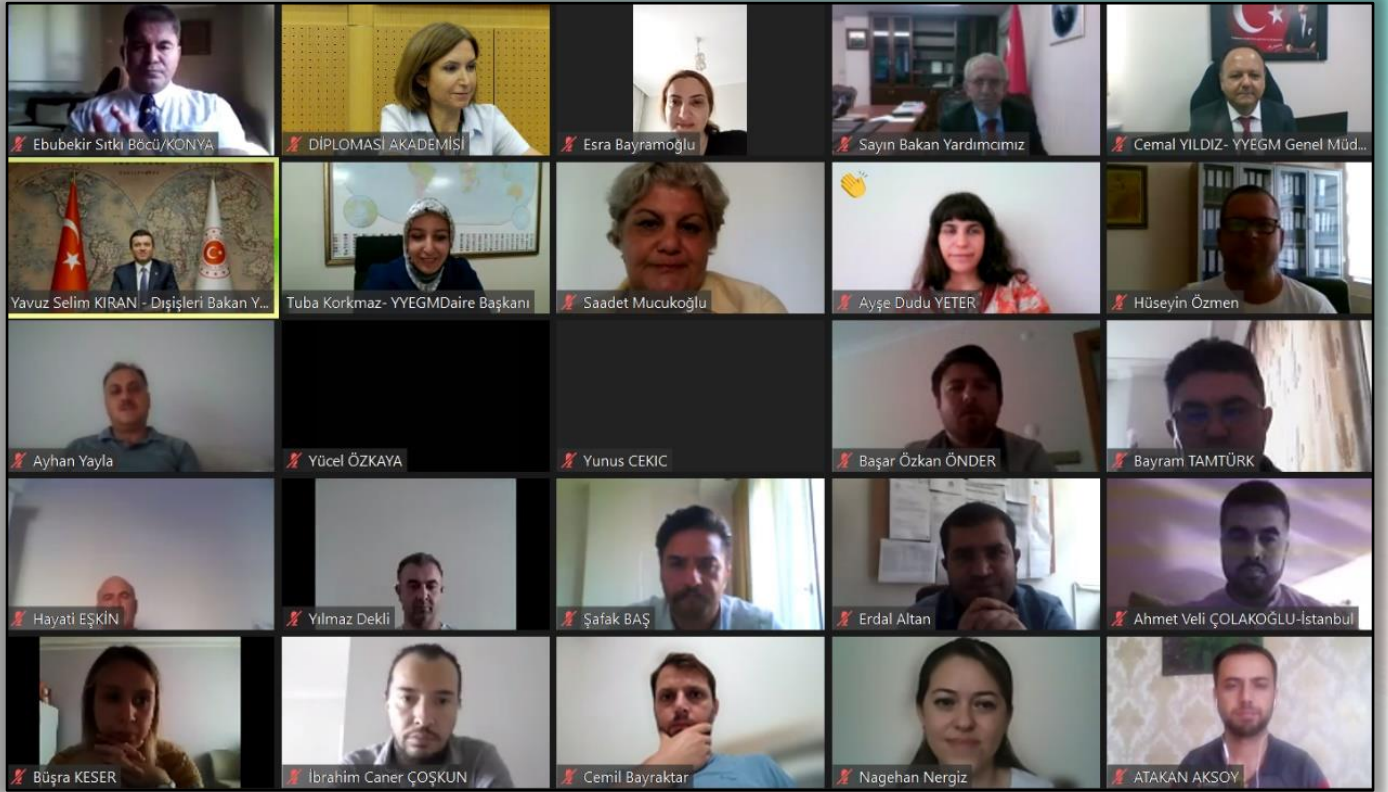 Ebubekir Sıtkı Böcü/KONYA
DİPLOMASİ AKADEMİSİ
Esra Bayramoğlu
Sayın Bakan Yardımcımız
Cemal YILDIZ- YYEGM Genel Müd...
Yavuz Selim KIRAN - Dışişleri Bakan Y...
Tuba Korkmaz- YYEGMDaire Başkanı
Saadet Mucukoğlu
Ayşe Dudu YETER
Hüseyin Özmen
Ayhan Yayla
Yücel ÖZKAYA
Yunus CEKIC
Başar Özkan ÖNDER
Bayram TAMTÜRK
Hayati EŞKİN
Yılmaz Dekli
Şafak BAŞ
Erdal Altan
Ahmet Veli ÇOLAKOĞLU-İstanbul
Büşra KESER
İbrahim Caner ÇOŞKUN
Cemil Bayraktar
Nagehan Nergiz
ATAKAN AKSOY